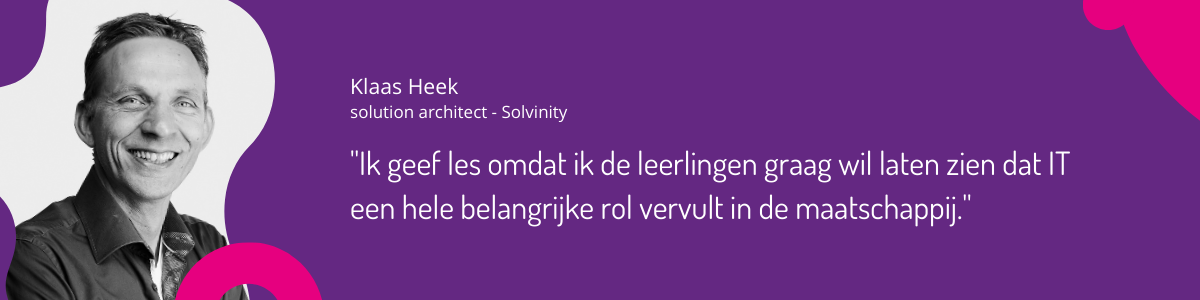 Klaas Heek
solution architect - Solvinity
"Ik geef les omdat ik de leerlingen graag wil laten zien dat IT
een hele belangrijke rol vervult in de maatschappij."